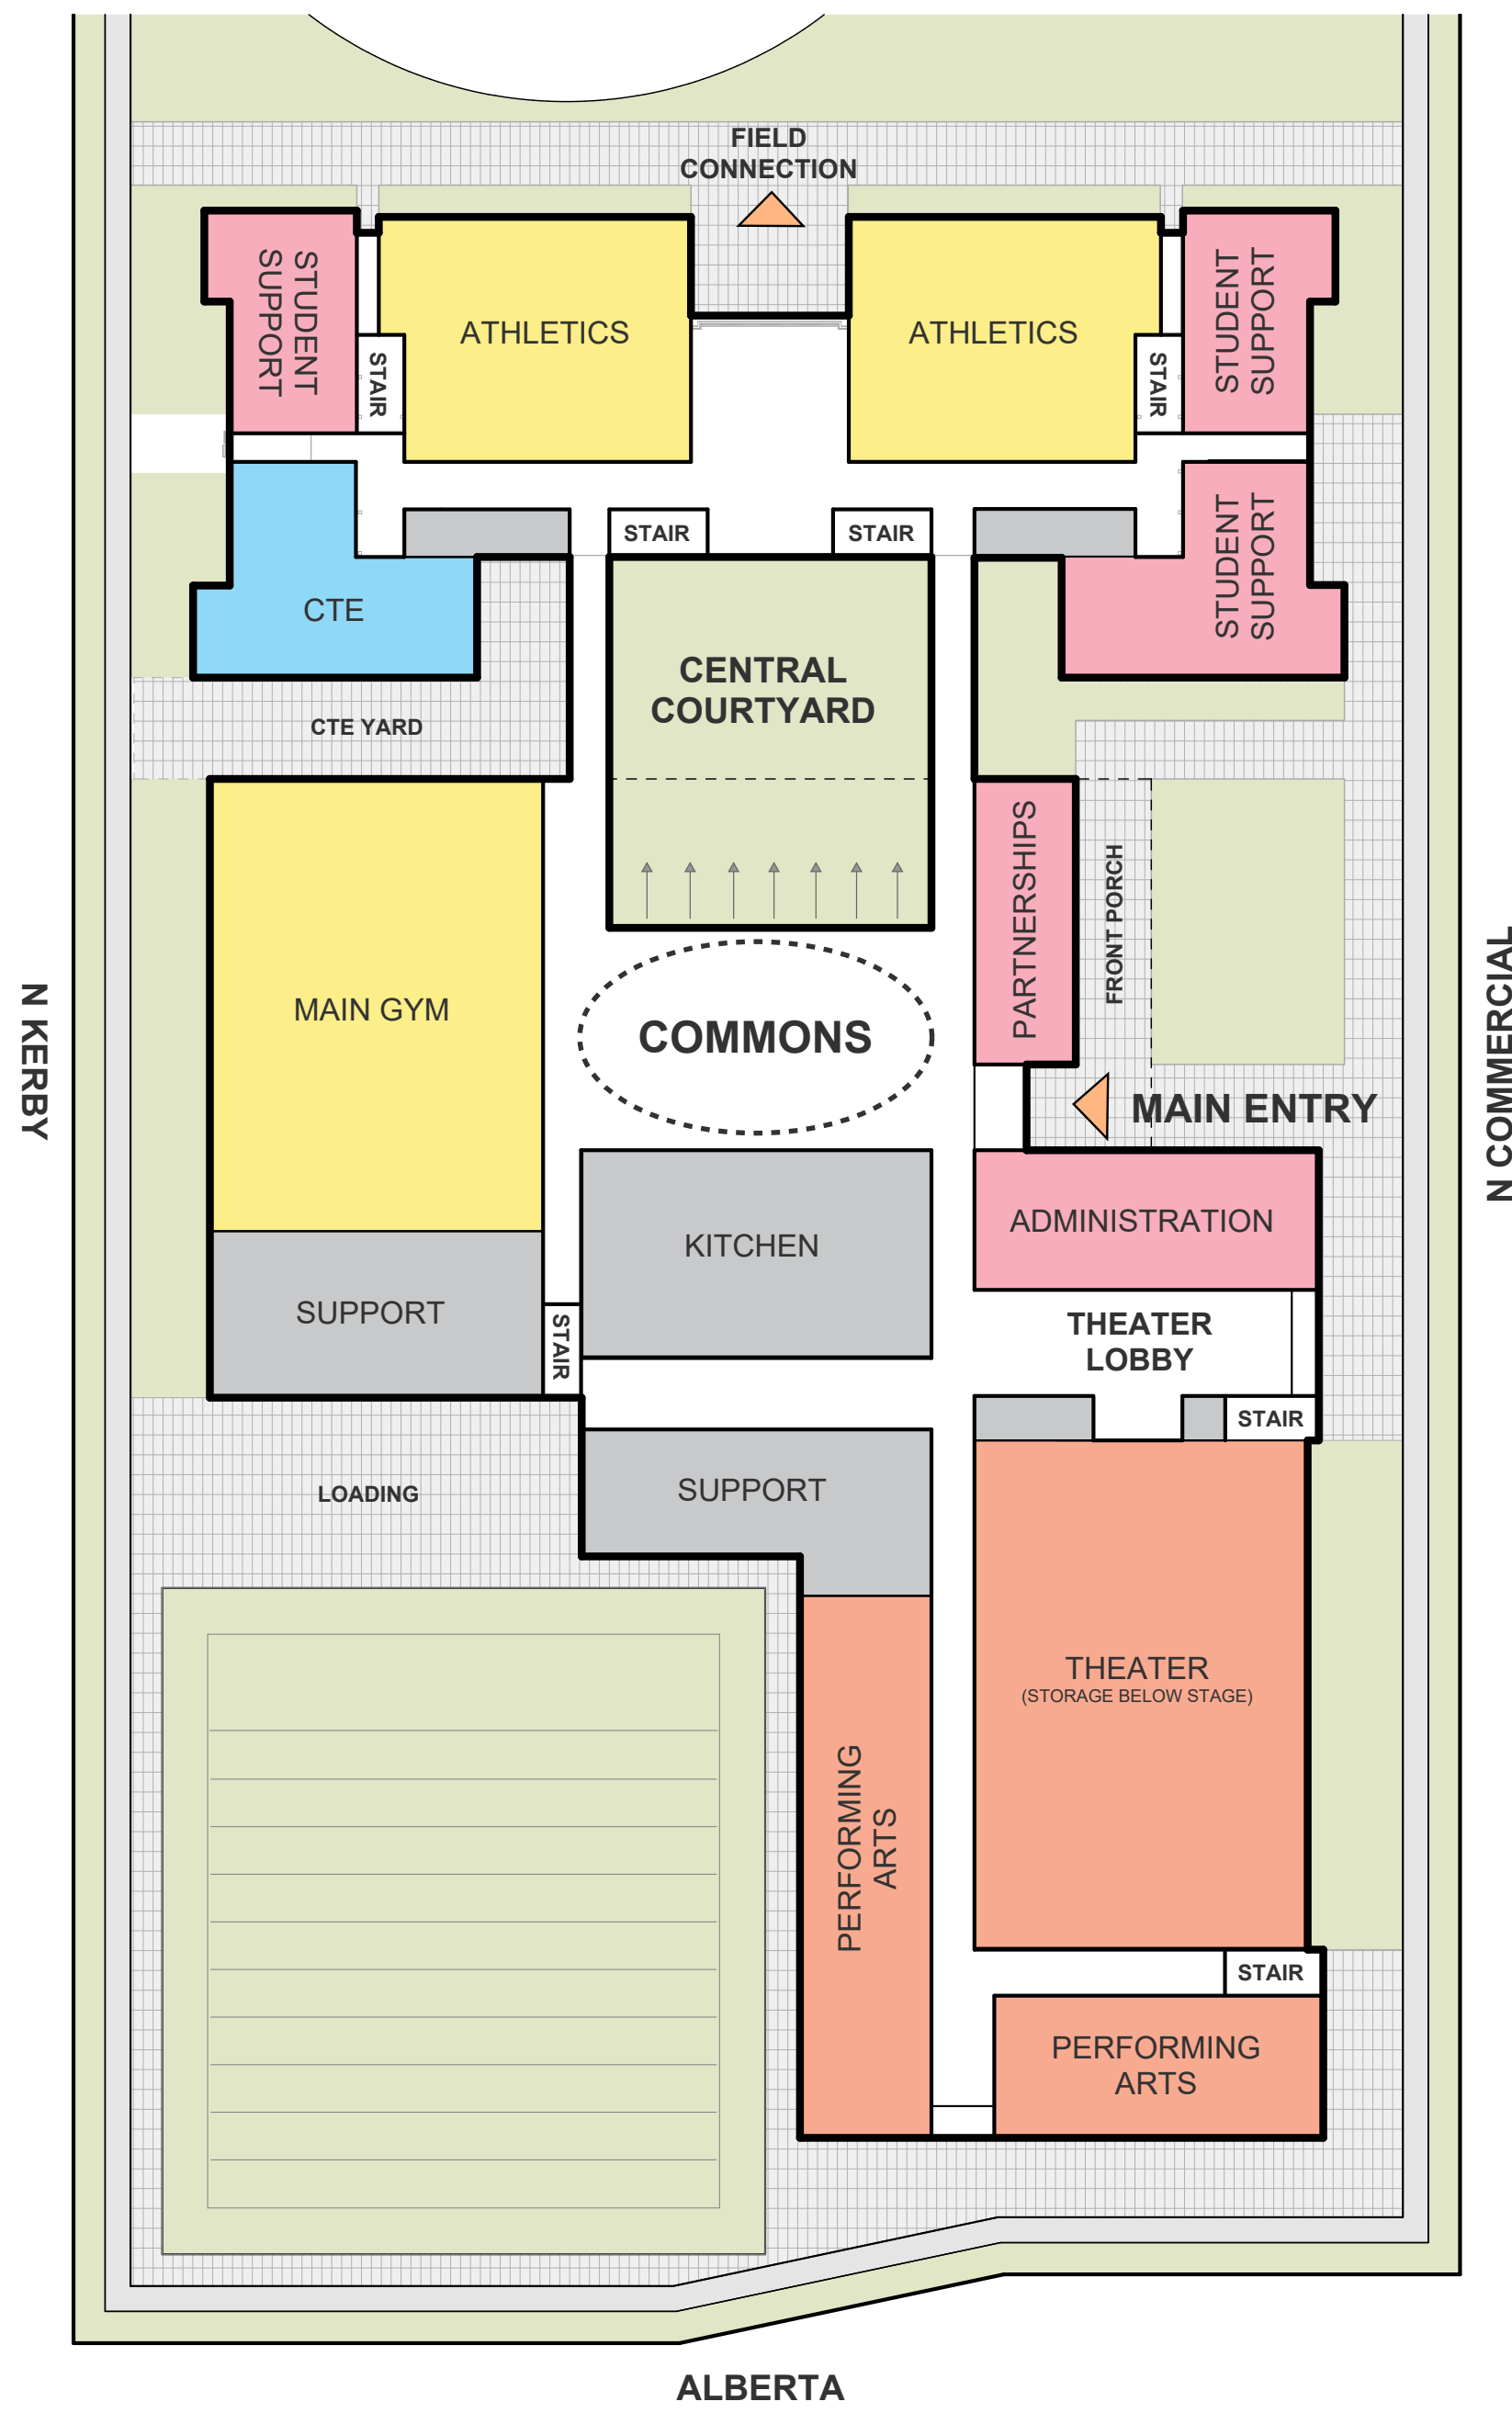 FIELD
CONNECTION
STUDENT
SUPPORT
ATHLETICS
ATHLETICS
STUDENT
SUPPORT
STAIR
STAIR
STAIR
STAIR
STUDENT
SUPPORT
CTE
CENTRAL
COURTYARD
CTE YARD
PARTNERSHIPS
FRONT PORCH
MAIN GYM
COMMONS
N KERBY
N COMMERCIAL
MAIN ENTRY
ADMINISTRATION
KITCHEN
SUPPORT
STAIR
THEATER
LOBBY
STAIR
LOADING
SUPPORT
THEATER
(STORAGE BELOW STAGE)
PERFORMING
ARTS
STAIR
PERFORMING
ARTS
ALBERTA